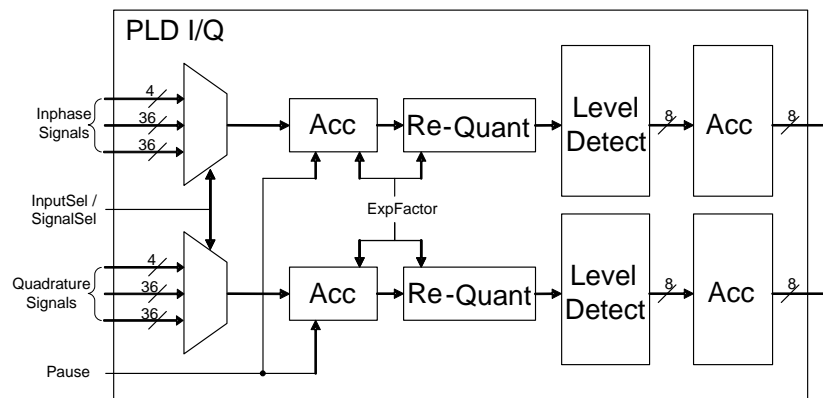 PLD I/Q
4
36
36
Inphase
Signals
Acc
Re-Quant
Level
Detect
8
Acc
8
InputSel /
SignalSel
ExpFactor
4
36
36
Quadrature
Signals
Acc
Re-Quant
Level
Detect
8
Acc
8
Pause